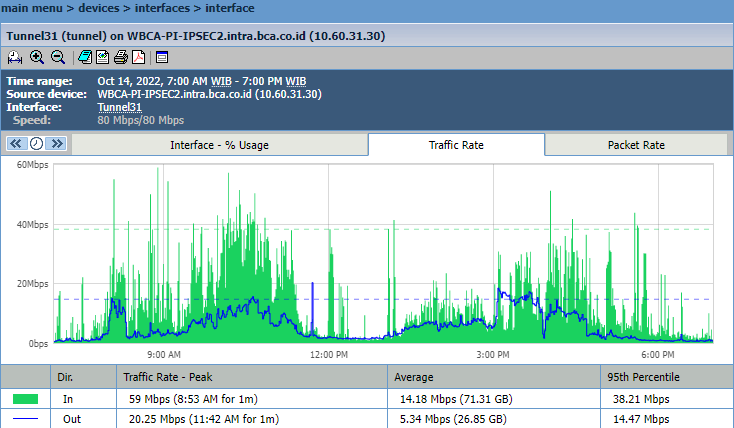 main menu > devices > interfaces > interface
Tunnel31 (tunnel) on WBCA-PI-IPSEC2.intra.bca.co.id (10.60.31.30)
Time range: Oct 14, 2022, 7:00 AM WIB - 7:00 PM WIB
Source device: WBCA-PI-IPSEC2.intra.bca.co.id (10.60.31.30)
Interface: Tunnel31
Speed: 80 Mbps/80 Mbps
Interface - % Usage Traffic Rate Packet Rate
60Mbps
40Mbps
20Mbps
0bps
9:00 AM 12:00 PM 3:00 PM 6:00 PM
Dir. Traffic Rate - Peak Average 95th Percentile
In 59 Mbps (8:53 AM for 1m) 14.18 Mbps (71.31 GB) 38.21 Mbps
Out 20.25 Mbps (11:42 AM for 1m) 5.34 Mbps (26.85 GB) 14.47 Mbps